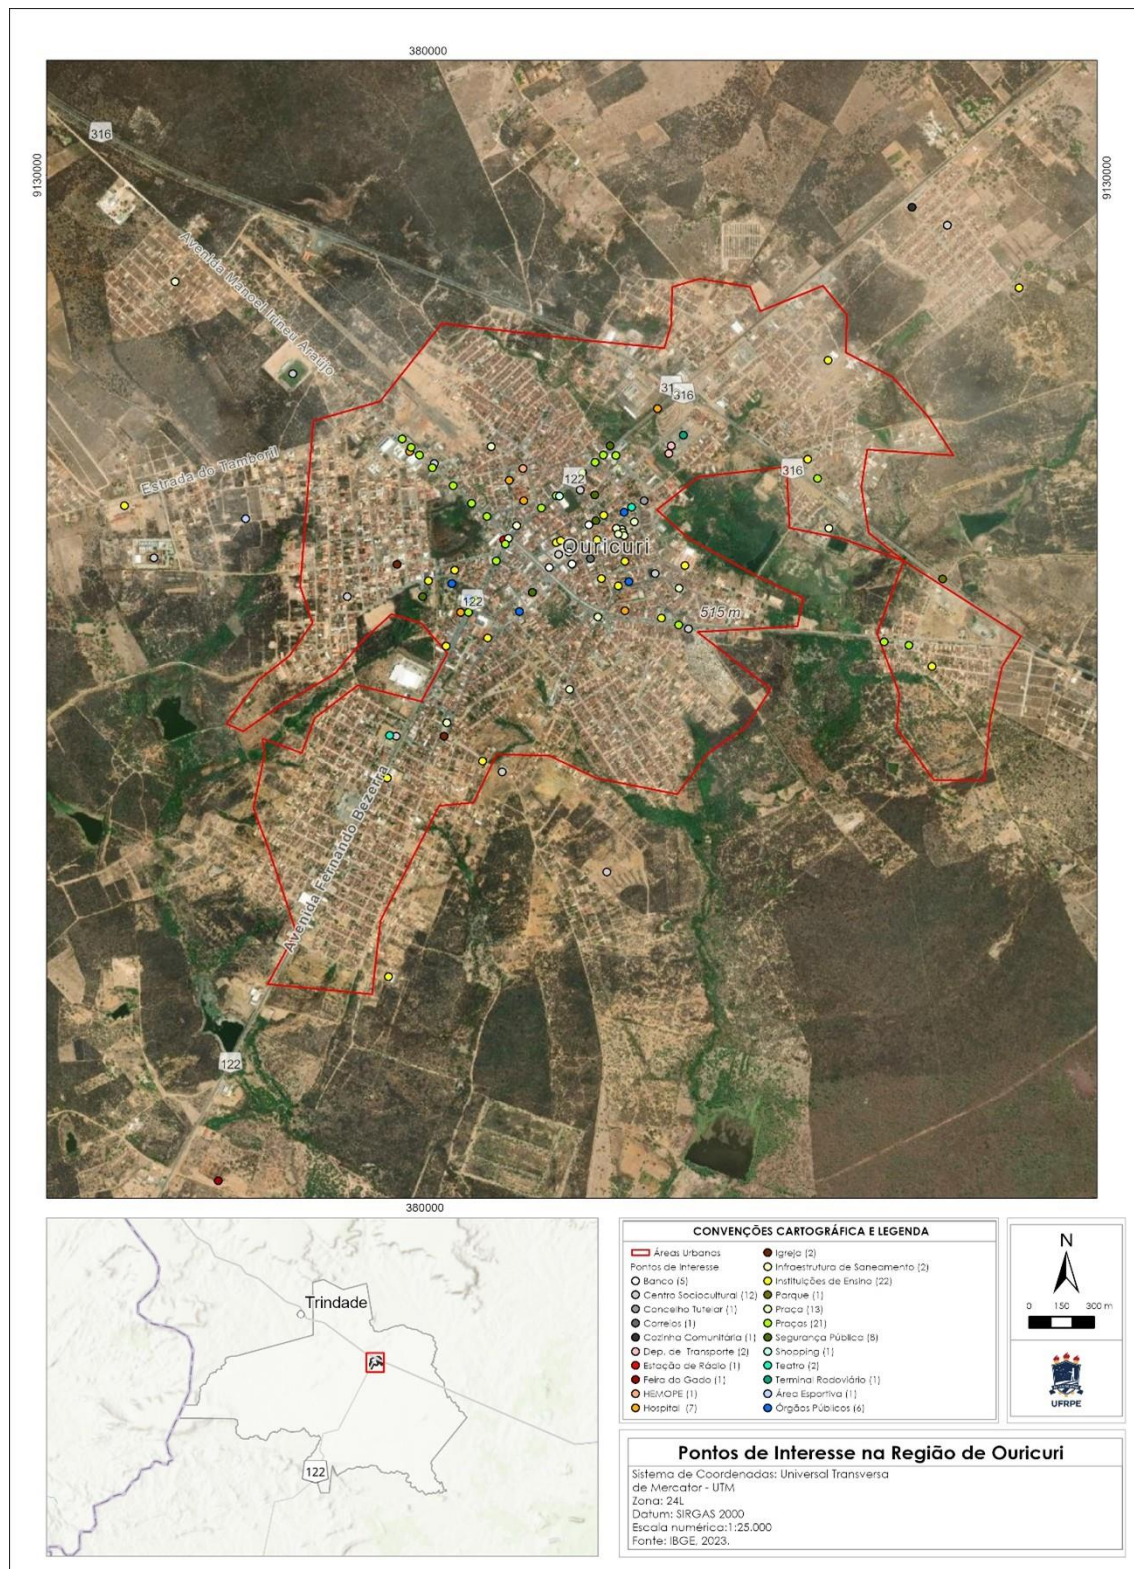 380000
9130000
9130000
316
Avenida Manoel Irineu Araújo
Estrada do Tamboril
31
316
122
316
Ouricuri
122
515 m
Avenida Fernando Bezerra
122
380000
Trindade
122
CONVENÇÕES CARTOGRÁFICA E LEGENDA
Áreas Urbanas
Pontos de Interesse
Banco (5)
Centro Sociocultural (12)
Concelho Tutelar (1)
Correios (1)
Cozinha Comunitária (1)
Dep. de Transporte (2)
Estação de Rádio (1)
Feira do Gado (1)
HEMOPE (1)
Hospital (7)
Igreja (2)
Infraestrutura de Saneamento (2)
Instituições de Ensino (22)
Parque (1)
Praça (13)
Praças (21)
Segurança Pública (8)
Shopping (1)
Teatro (2)
Terminal Rodoviário (1)
Área Esportiva (1)
Órgãos Públicos (6)
N
0 150 300 m
UFRPE
Pontos de Interesse na Região de Ouricuri
Sistema de Coordenadas: Universal Transversa
de Mercator - UTM
Zona: 24L
Datum: SIRGAS 2000
Escala numérica:1:25.000
Fonte: IBGE, 2023.